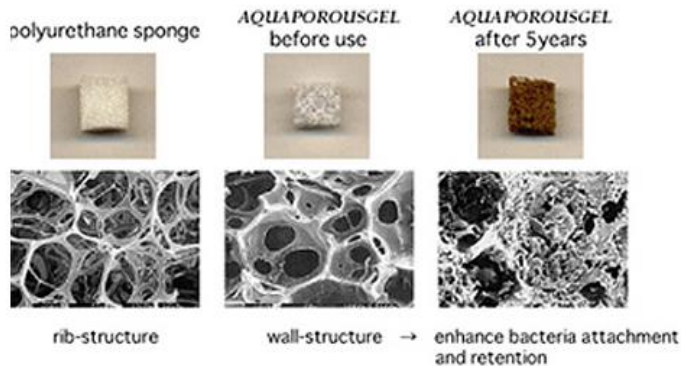 polyurethane sponge
AQUAPOROUSGEL
before use
AQUAPOROUSGEL
after 5years
rib-structure
wall-structure →
enhance bacteria attachment
and retention